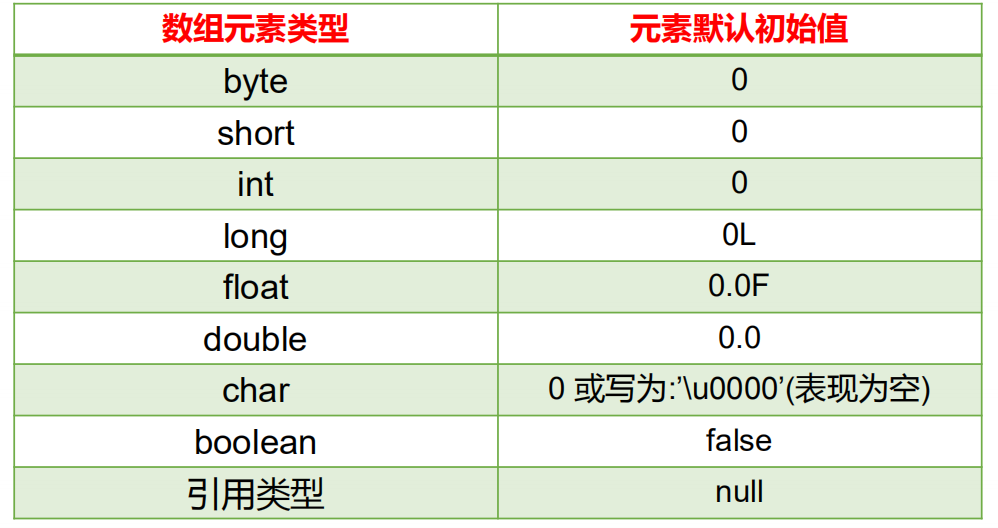 数组元素类型 元素默认初始值
byte 0
short 0
int 0
long 0L
float 0.0F
double 0.0
char 0 或写为:’\u0000’(表现为空)
boolean false
引用类型 null